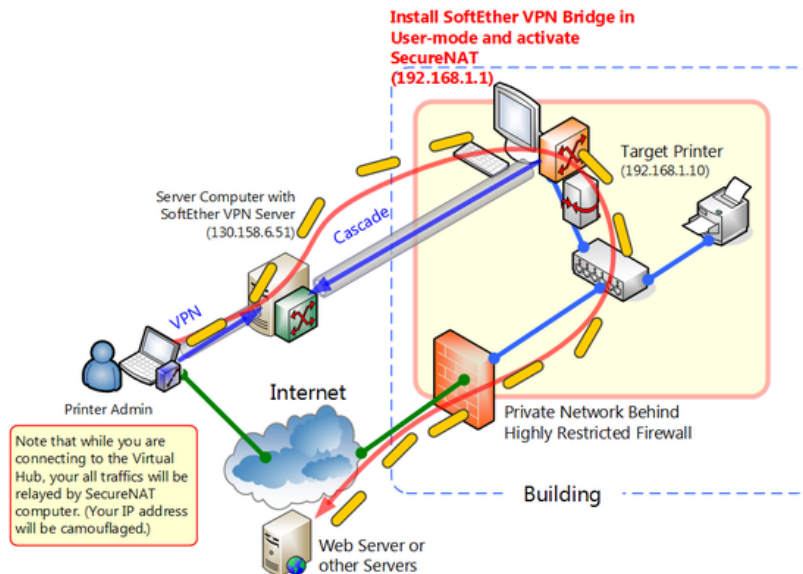 Install SoftEther VPN Bridge in
User-mode and activate
SecureNAT
(192.168.1.1)
Target Printer
(192.168.1.10)
Server Computer with
SoftEther VPN Server
(130.158.6.51)
Cascade
VPN
Printer Admin
Internet
Private Network Behind
Highly Restricted Firewall
Note that while you are
connecting to the Virtual
Hub, your all traffics will be
relayed by SecureNAT
computer. (Your IP address
will be camouflaged.)
Building
Web Server or
other Servers